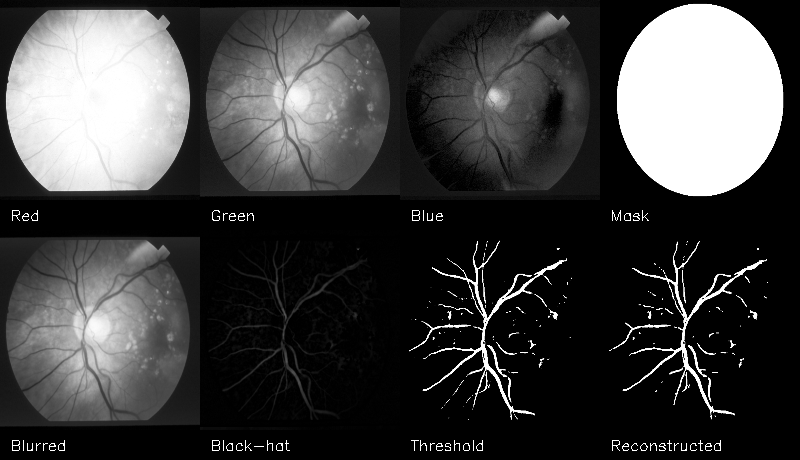 Red
Green
Blue
Mask
Blurred
Black-hat
Threshold
Reconstructed